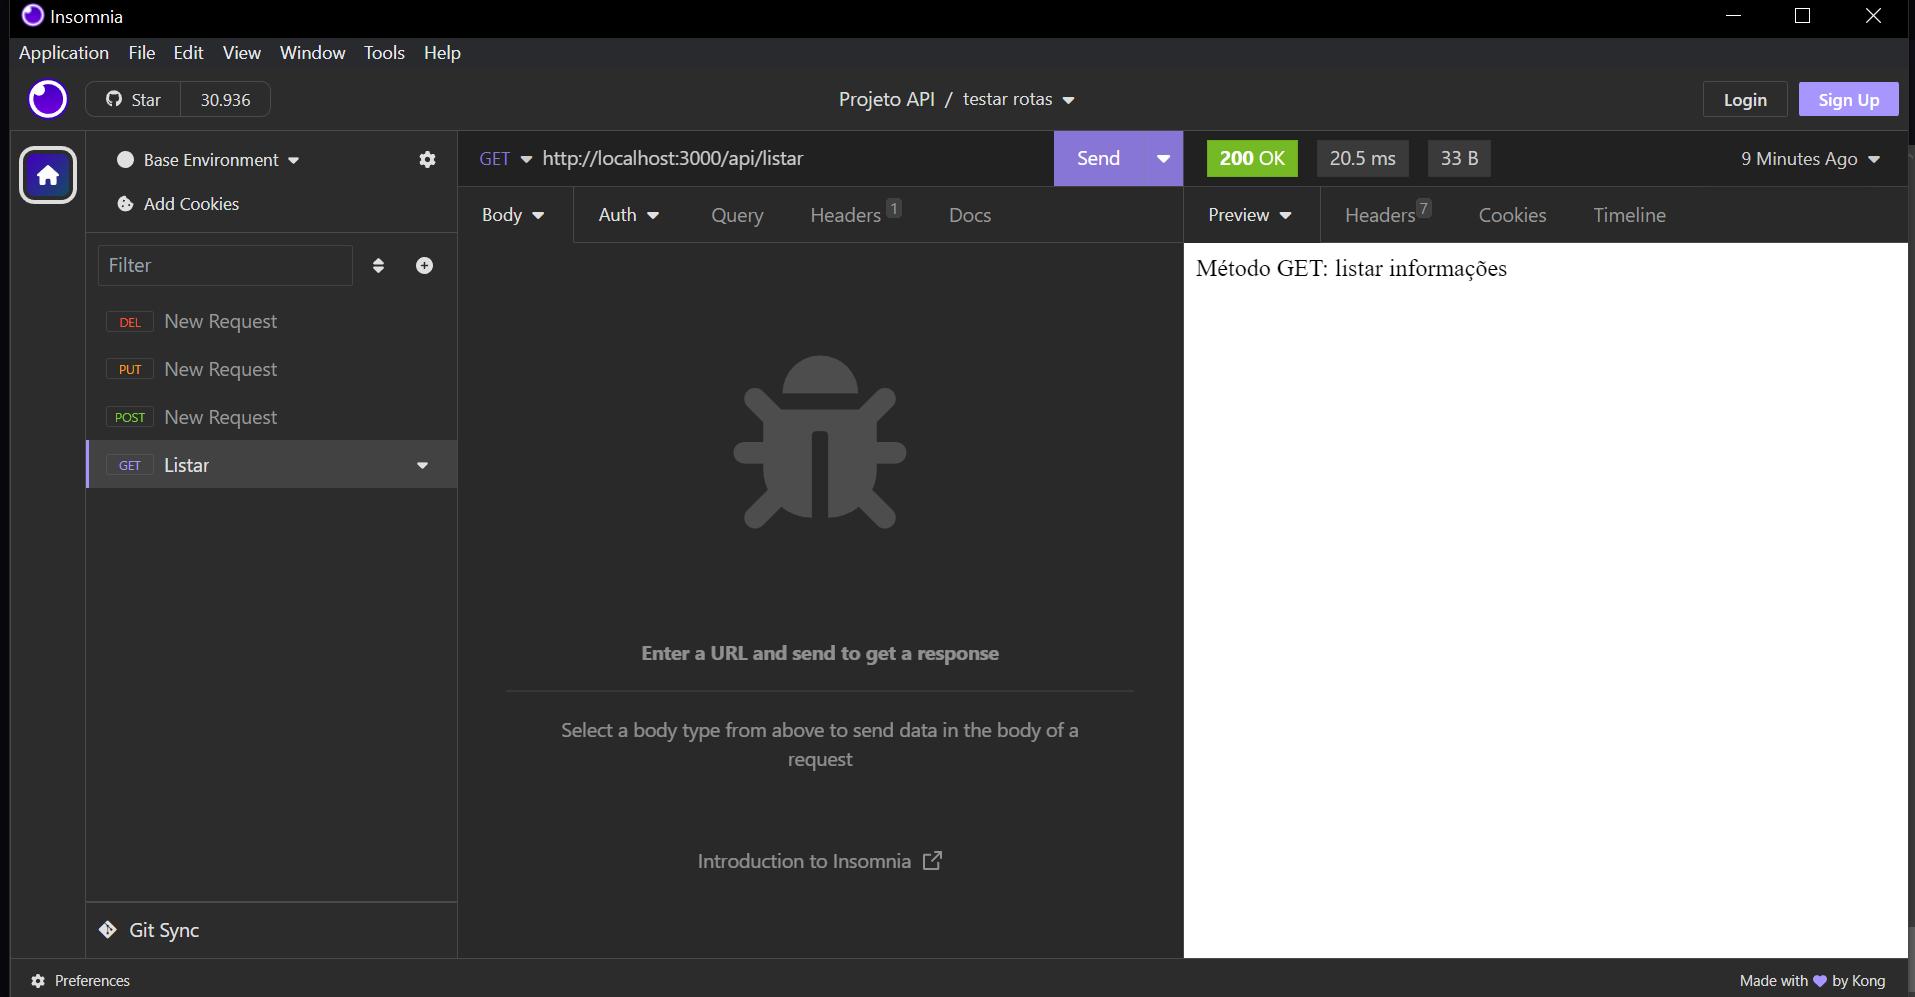 Insomnia
Application File Edit View Window Tools Help
Star 30.936
Projeto API / testar rotas
Login Sign Up
Base Environment
Add Cookies
Filter
DEL New Request
PUT New Request
POST New Request
GET Listar
Git Sync
GET http://localhost:3000/api/listar Send
Body Auth Query Headers 1 Docs
Enter a URL and send to get a response
Select a body type from above to send data in the body of a
request
Introduction to Insomnia
200 OK 20.5 ms 33 B 9 Minutes Ago
Preview Headers 7 Cookies Timeline
Método GET: listar informações
Preferences
Made with 💜 by Kong